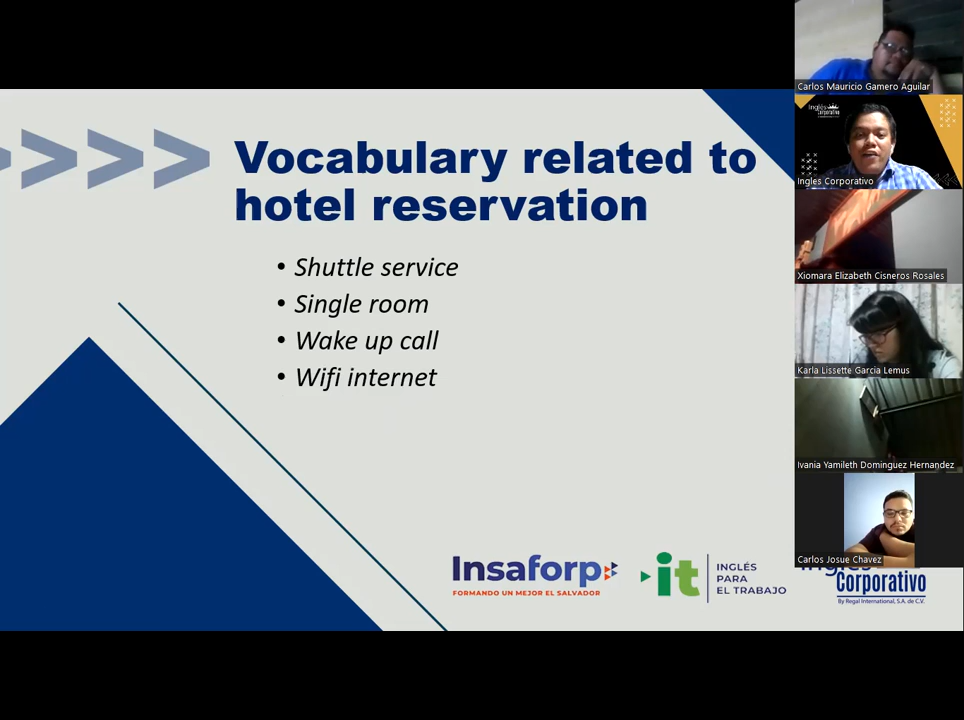 Vocabulary related to
hotel reservation
• Shuttle service
• Single room
• Wake up call
• Wifi internet
Insaforp
FORMANDO UN MEJOR EL SALVADOR
it
INGLÉS
PARA
EL TRABAJO
Corporativo
By Regal International, S.A. de C.V.
Carlos Mauricio Gamero Aguilar
Inglés
Corporativo
Ingles Corporativo
Xiomara Elizabeth Cisneros Rosales
Karla Lissette Garcia Lemus
Ivania Yamileth Dominguez Hernandez
Carlos Josue Chavez